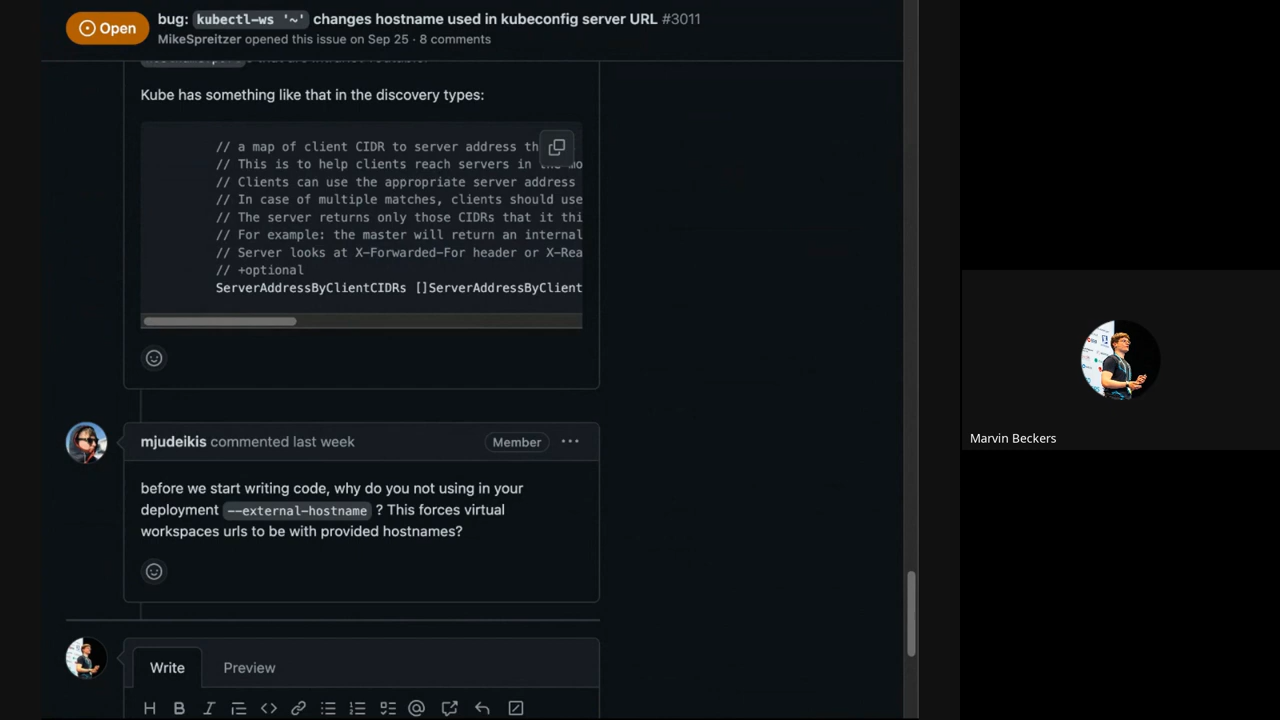 Open
bug: kubectl-ws '~' changes hostname used in kubeconfig server URL #3011
MikeSpreitzer opened this issue on Sep 25 · 8 comments
Kube has something like that in the discovery types:
// a map of client CIDR to server address th
// This is to help clients reach servers in the mo
// Clients can use the appropriate server address
// In case of multiple matches, clients should use
// The server returns only those CIDRs that it thi
// For example: the master will return an internal
// Server looks at X-Forwarded-For header or X-Rea
// +optional
ServerAddressByClientCIDRs []ServerAddressByClient
mjudeikis commented last week
Member
before we start writing code, why do you not using in your
deployment --external-hostname ? This forces virtual
workspaces urls to be with provided hostnames?
Write
Preview
Marvin Beckers